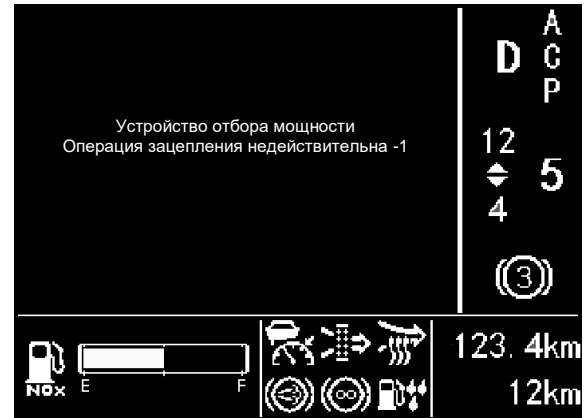 Устройство отбора мощности
Операция зацепления недействительна -1
D
A
C
P
12
4
5
3
NOx
E
F
123. 4km
12km